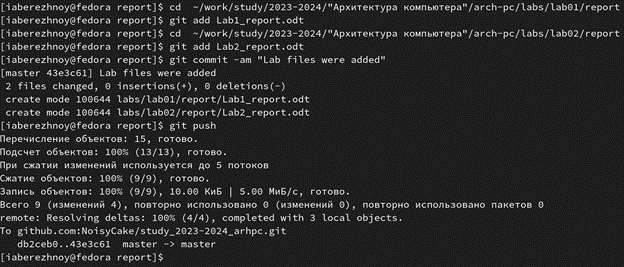 [iaberezhnoy@fedora report]$ cd  ~/work/study/2023-2024/"Архитектура компьютера"/arch-pc/labs/lab01/report
[iaberezhnoy@fedora report]$ git add Lab1_report.odt
[iaberezhnoy@fedora report]$ cd  ~/work/study/2023-2024/"Архитектура компьютера"/arch-pc/labs/lab02/report
[iaberezhnoy@fedora report]$ git add Lab2_report.odt
[iaberezhnoy@fedora report]$ git commit -am "Lab files were added"
[master 43e3c61] Lab files were added
 2 files changed, 0 insertions(+), 0 deletions(-)
 create mode 100644 labs/lab01/report/Lab1_report.odt
 create mode 100644 labs/lab02/report/Lab2_report.odt
[iaberezhnoy@fedora report]$ git push
Перечисление объектов: 15, готово.
Подсчет объектов: 100% (13/13), готово.
При сжатии изменений используется до 5 потоков
Сжатие объектов: 100% (9/9), готово.
Запись объектов: 100% (9/9), 10.00 КиБ | 5.00 МиБ/с, готово.
Всего 9 (изменений 4), повторно использовано 0 (изменений 0), повторно использовано пакетов 0
remote: Resolving deltas: 100% (4/4), completed with 3 local objects.
To github.com:NoisyCake/study_2023-2024_arhpc.git
   db2ceb0..43e3c61  master -> master
[iaberezhnoy@fedora report]$